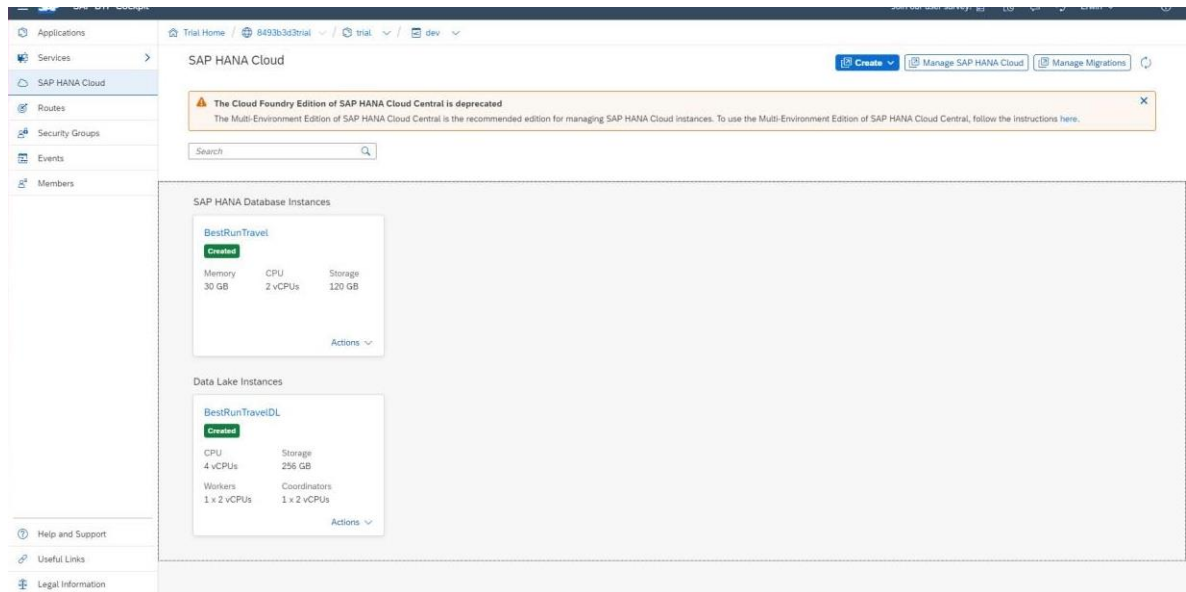 Applications
Trial Home / 8493b3d3trial / trial / dev
Services
SAP HANA Cloud
Create
Manage SAP HANA Cloud
Manage Migrations
SAP HANA Cloud
Routes
The Cloud Foundry Edition of SAP HANA Cloud Central is deprecated
The Multi-Environment Edition of SAP HANA Cloud Central is the recommended edition for managing SAP HANA Cloud instances. To use the Multi-Environment Edition of SAP HANA Cloud Central, follow the instructions here.
Security Groups
Events
Search
Members
SAP HANA Database Instances
BestRunTravel
Created
Memory CPU Storage
30 GB 2 vCPUs 120 GB
Actions
Data Lake Instances
BestRunTravelDL
Created
CPU Storage
4 vCPUs 256 GB
Workers Coordinators
1 x 2 vCPUs 1 x 2 vCPUs
Actions
Help and Support
Useful Links
Legal Information